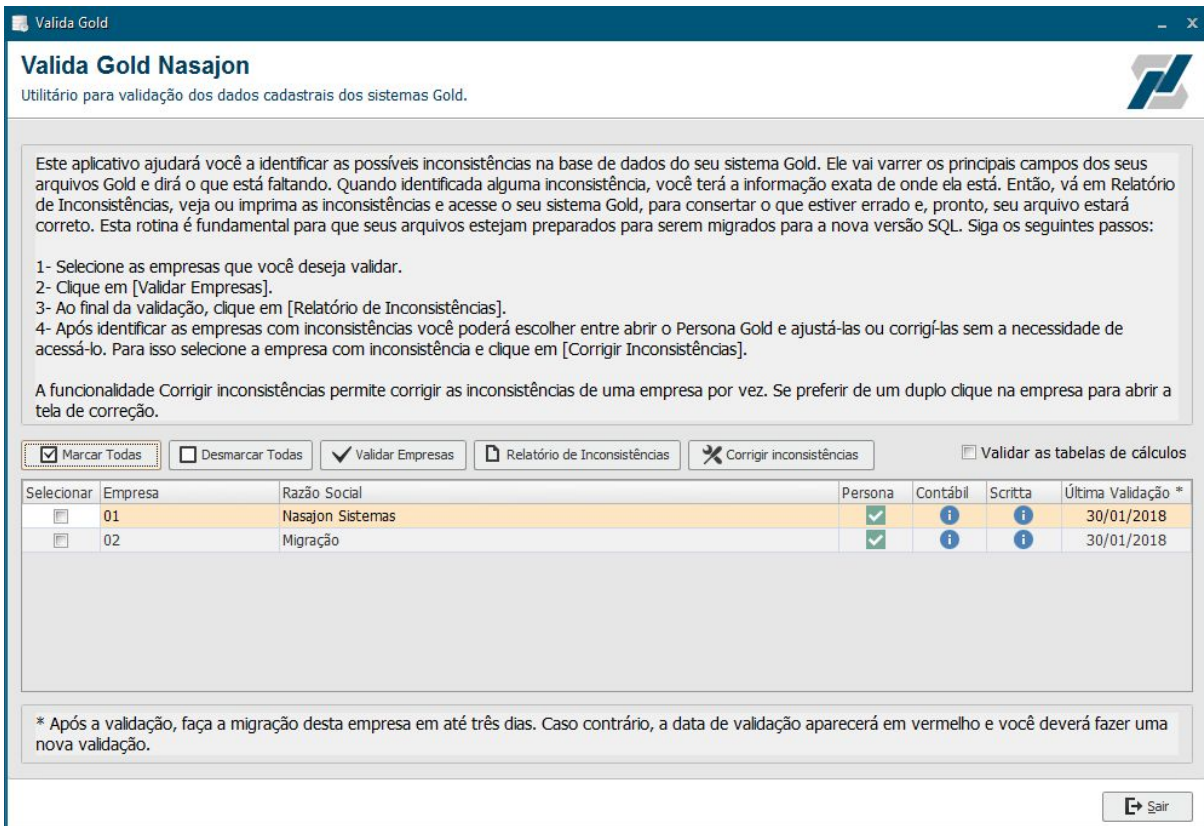 Valida Gold
Valida Gold Nasajon
Utilitário para validação dos dados cadastrais dos sistemas Gold.
Este aplicativo ajudará você a identificar as possíveis inconsistências na base de dados do seu sistema Gold. Ele vai varrer os principais campos dos seus
arquivos Gold e dirá o que está faltando. Quando identificada alguma inconsistência, você terá a informação exata de onde ela está. Então, vá em Relatório
de Inconsistências, veja ou imprima as inconsistências e acesse o seu sistema Gold, para consertar o que estiver errado e, pronto, seu arquivo estará
correto. Esta rotina é fundamental para que seus arquivos estejam preparados para serem migrados para a nova versão SQL. Siga os seguintes passos:
1- Selecione as empresas que você deseja validar.
2- Clique em [Validar Empresas].
3- Ao final da validação, clique em [Relatório de Inconsistências].
4- Após identificar as empresas com inconsistências você poderá escolher entre abrir o Persona Gold e ajustá-las ou corrigí-las sem a necessidade de
acessá-lo. Para isso selecione a empresa com inconsistência e clique em [Corrigir Inconsistências].
A funcionalidade Corrigir inconsistências permite corrigir as inconsistências de uma empresa por vez. Se preferir de um duplo clique na empresa para abrir a
tela de correção.
Marcar Todas Desmarcar Todas Validar Empresas Relatório de Inconsistências Corrigir inconsistências Validar as tabelas de cálculos
Selecionar Empresa Razão Social Persona Contábil Scritta Última Validação *
01 Nasajon Sistemas 30/01/2018
02 Migração 30/01/2018
* Após a validação, faça a migração desta empresa em até três dias. Caso contrário, a data de validação aparecerá em vermelho e você deverá fazer uma
nova validação.
Sair